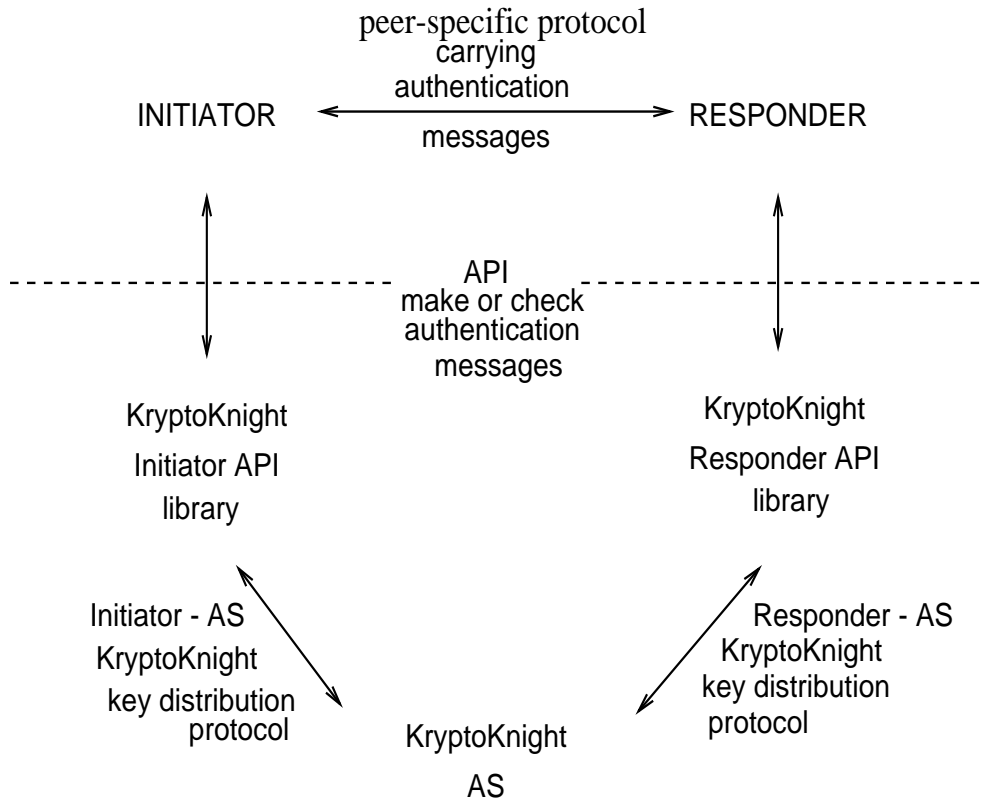 peer-specific protocol
carrying
authentication
INITIATOR
RESPONDER
messages
API
make or check
authentication
messages
KryptoKnight
Initiator API
library
KryptoKnight
Responder API
library
Initiator - AS
KryptoKnight
key distribution
protocol
Responder - AS
KryptoKnight
key distribution
protocol
KryptoKnight
AS